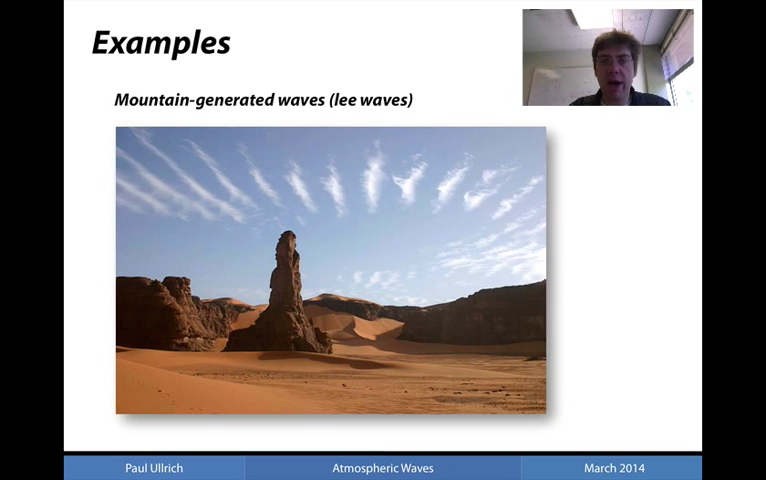 Examples
Mountain-generated waves (lee waves)
Paul Ullrich
Atmospheric Waves
March 2014